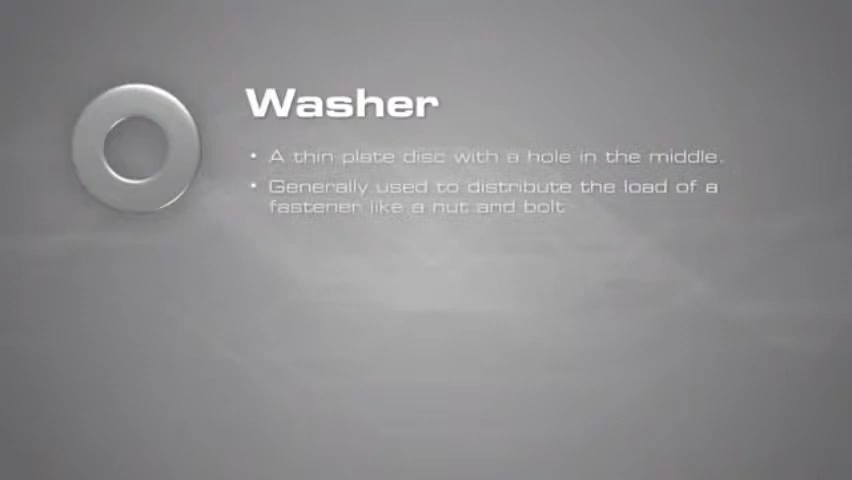 Washer
• A thin plate disc with a hole in the middle.
• Generally used to distribute the load of a
fastener like a nut and bolt